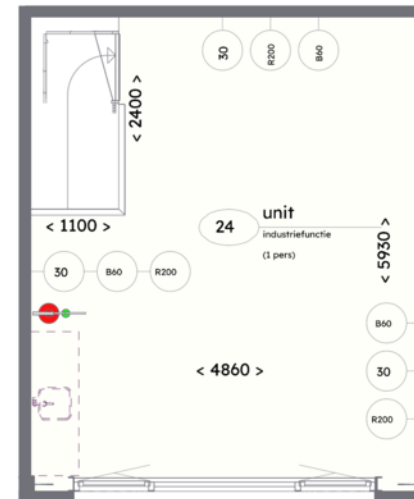 30
R200
B60
< 2400 >
< 1100 >
24
unit
industriefunctie
(1 pers)
< 5930 >
30
B60
R200
B60
30
R200
< 4860 >